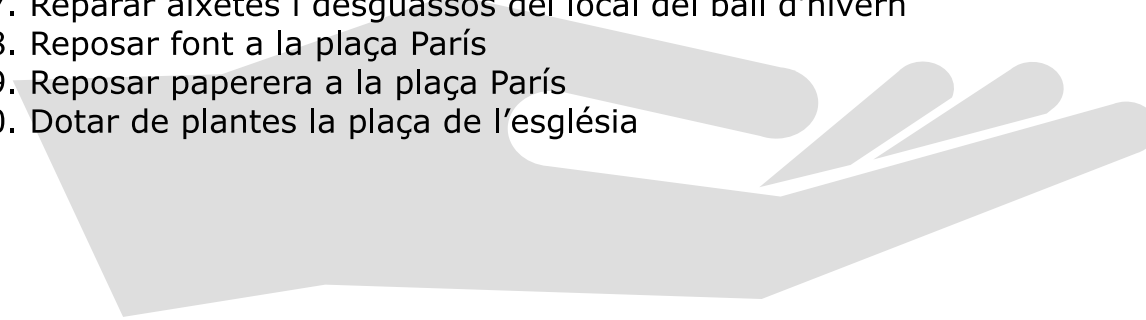 7. Reparar aixetes i desguassos del local del ball d'hivern
8. Reposar font a la plaça París
9. Reposar paperera a la plaça París
0. Dotar de plantes la plaça de l'església